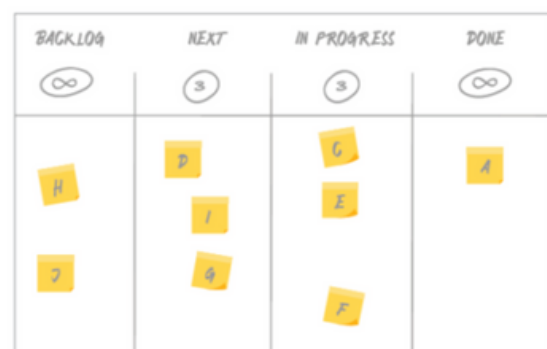 BACKLOG NEXT IN PROGRESS DONE
∞ 3 3 ∞
D C A
H I E
J G F